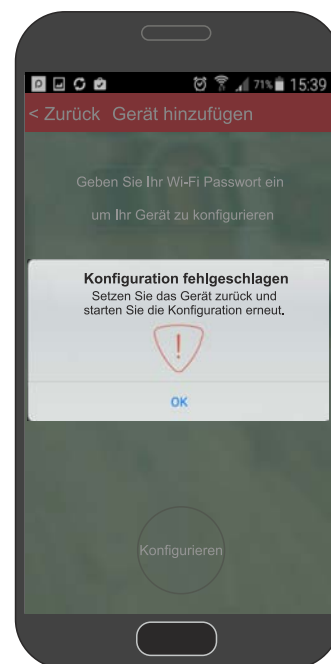 71% 15:39
< Zurück Gerät hinzufügen
Geben Sie Ihr Wi-Fi Passwort ein
um Ihr Gerät zu konfigurieren
Konfiguration fehlgeschlagen
Setzen Sie das Gerät zurück und
starten Sie die Konfiguration erneut.
!
OK
Konfigurieren